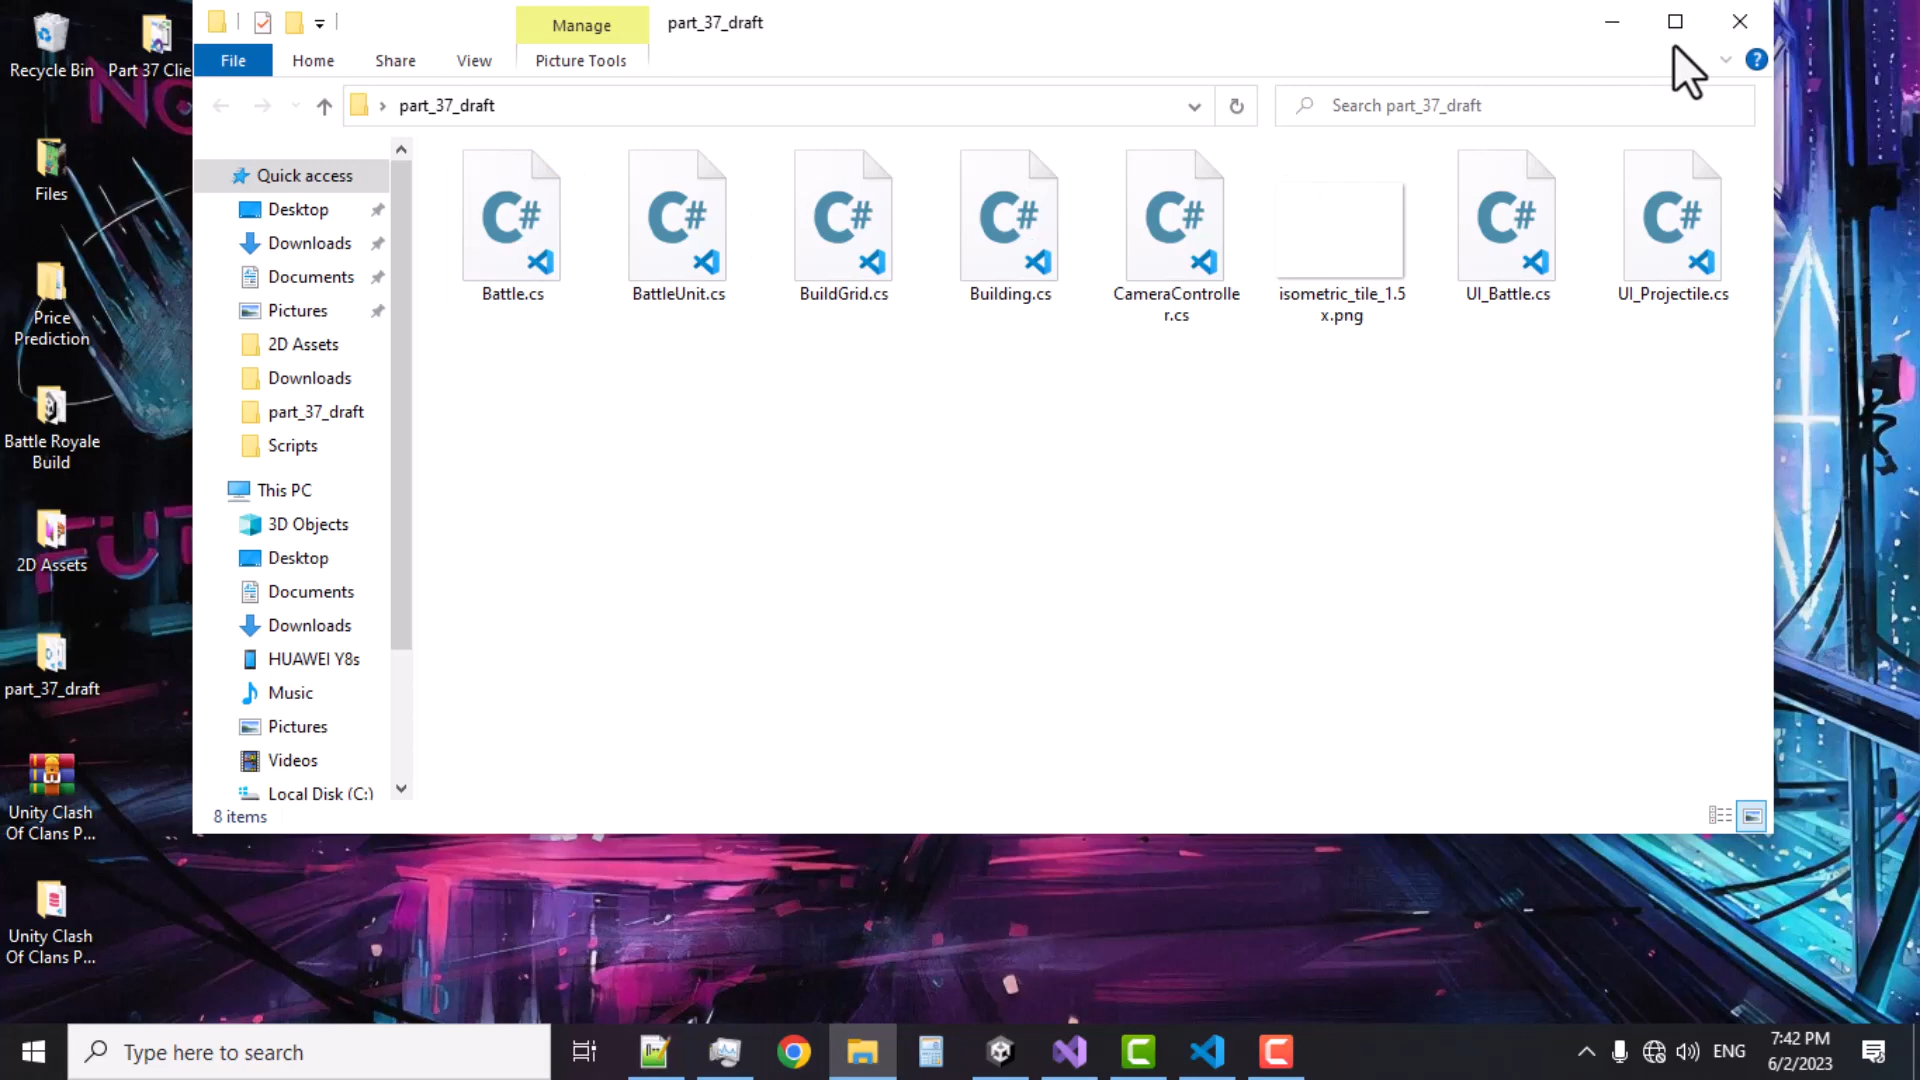 Manage
part_37_draft
File
Home
Share
View
Picture Tools
part_37_draft
Search part_37_draft
Recycle Bin
Part 37 Clie
Files
Price
Prediction
Battle Royale
Build
2D Assets
part_37_draft
Unity Clash
Of Clans P...
Unity Clash
Of Clans P...
Quick access
Desktop
Downloads
Documents
Pictures
2D Assets
Downloads
part_37_draft
Scripts
This PC
3D Objects
Desktop
Documents
Downloads
HUAWEI Y8s
Music
Pictures
Videos
Local Disk (C:)
C#
Battle.cs
C#
BattleUnit.cs
C#
BuildGrid.cs
C#
Building.cs
C#
CameraControlle
r.cs
isometric_tile_1.5
x.png
C#
UI_Battle.cs
C#
UI_Projectile.cs
8 items
Type here to search
ENG
7:42 PM
6/2/2023